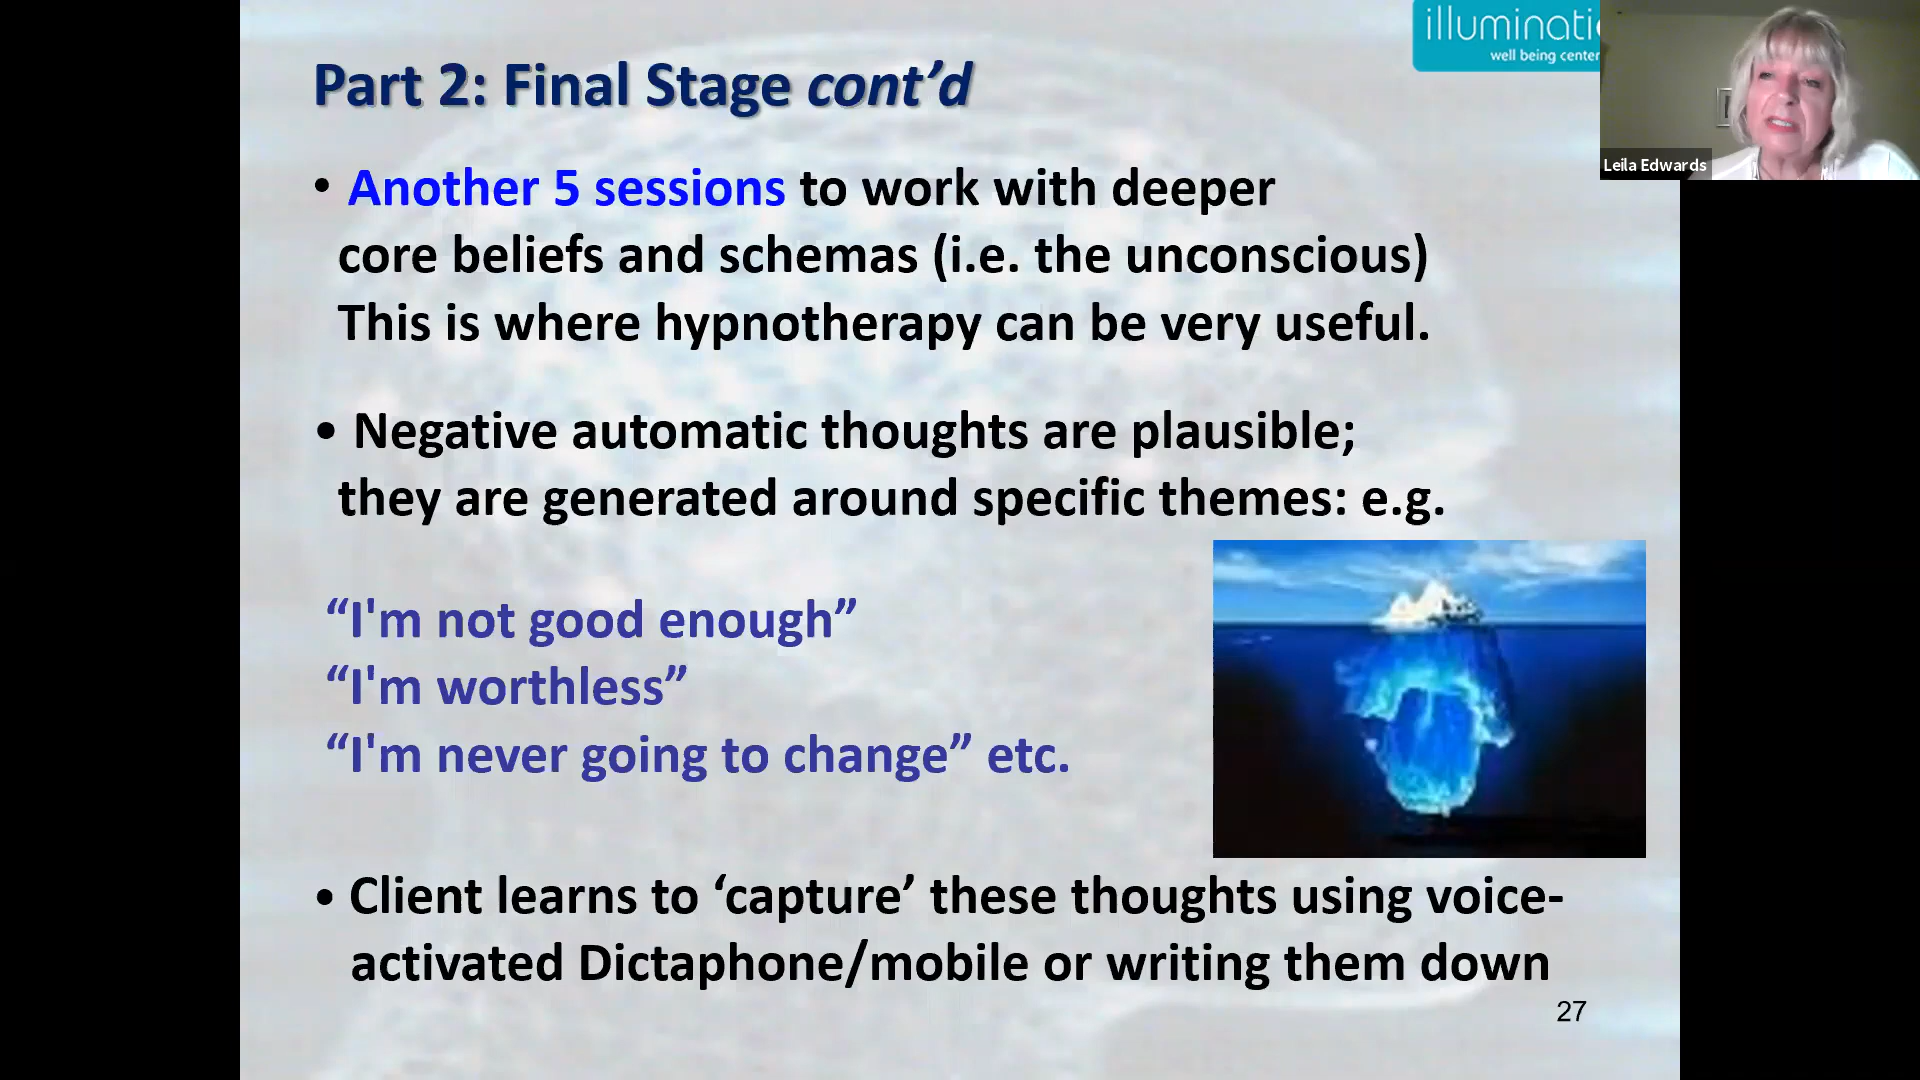 illuminati
well being center
Leila Edwards
Part 2: Final Stage cont’d
• Another 5 sessions to work with deeper
core beliefs and schemas (i.e. the unconscious)
This is where hypnotherapy can be very useful.
• Negative automatic thoughts are plausible;
they are generated around specific themes: e.g.
“I'm not good enough”
“I'm worthless”
“I'm never going to change” etc.
• Client learns to ‘capture’ these thoughts using voice-
activated Dictaphone/mobile or writing them down
27